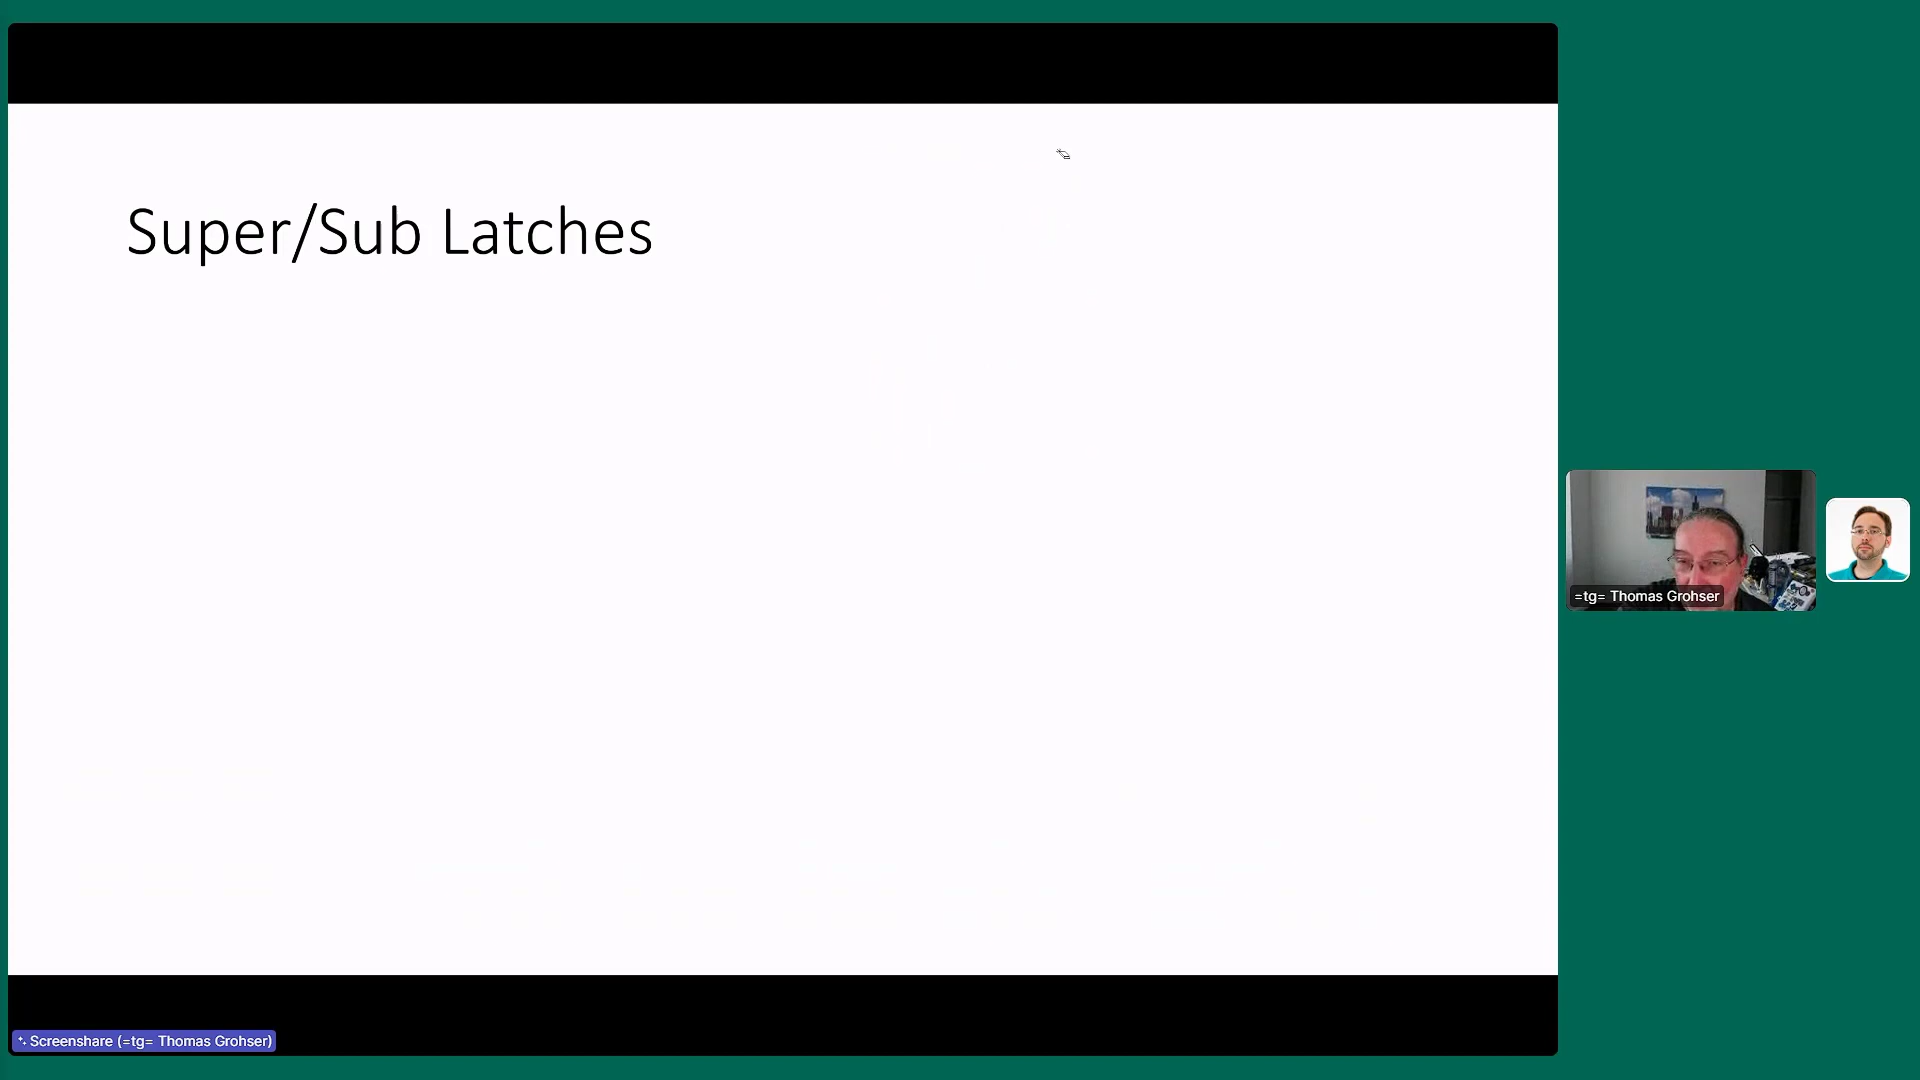 Super/Sub Latches
=tg= Thomas Grohser
Screenshare (=tg= Thomas Grohser)